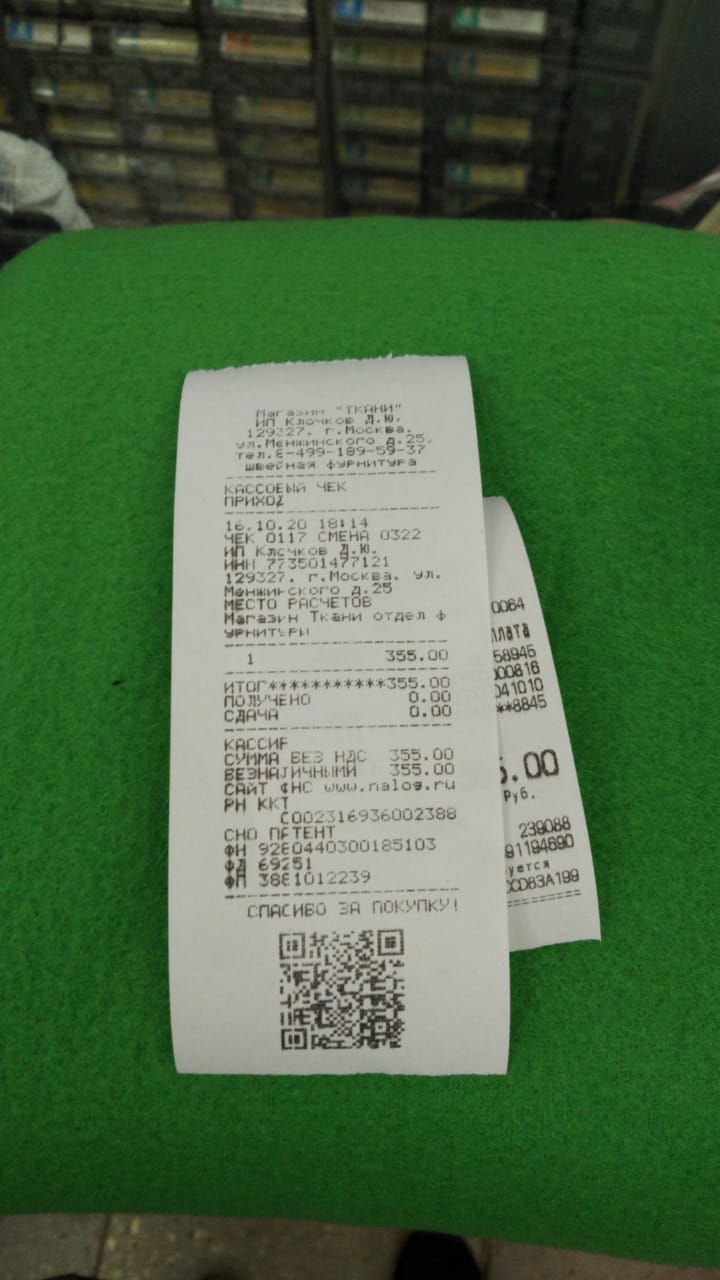 Магазин "ТКАНИ"
ИП Клочков Д.Ю.
129327. г.Москва.
ул.Менжинского д.25.
тел.8-499-189-59-37
швейная фурнитура
КАССОВЫЙ ЧЕК
ПРИХОД
16.10.20 18:14
ЧЕК 0117 СМЕНА 0322
ИП Клочков Д.Ю.
ИНН 773501477121
129327. г.Москва. ул.
Менжинского д.25
МЕСТО РАСЧЕТОВ
Магазин Ткани отдел ф
урнитуры
1 355.00
ИТОГ***********355.00
ПОЛУЧЕНО 0.00
СДАЧА 0.00
КАССИР
СУММА БЕЗ НДС 355.00
БЕЗНАЛИЧНЫМИ 355.00
САЙТ ФНС www.nalog.ru
РН ККТ
0002316936002388
СНО ПАТЕНТ
ФН 9280440300185103
ФД 69251
ФП 3881012239
СПАСИБО ЗА ПОКУПКУ!
0064
плата
58945
000816
041010
**8845
5.00
Руб.
239088
91194690
уется
DCD83A199